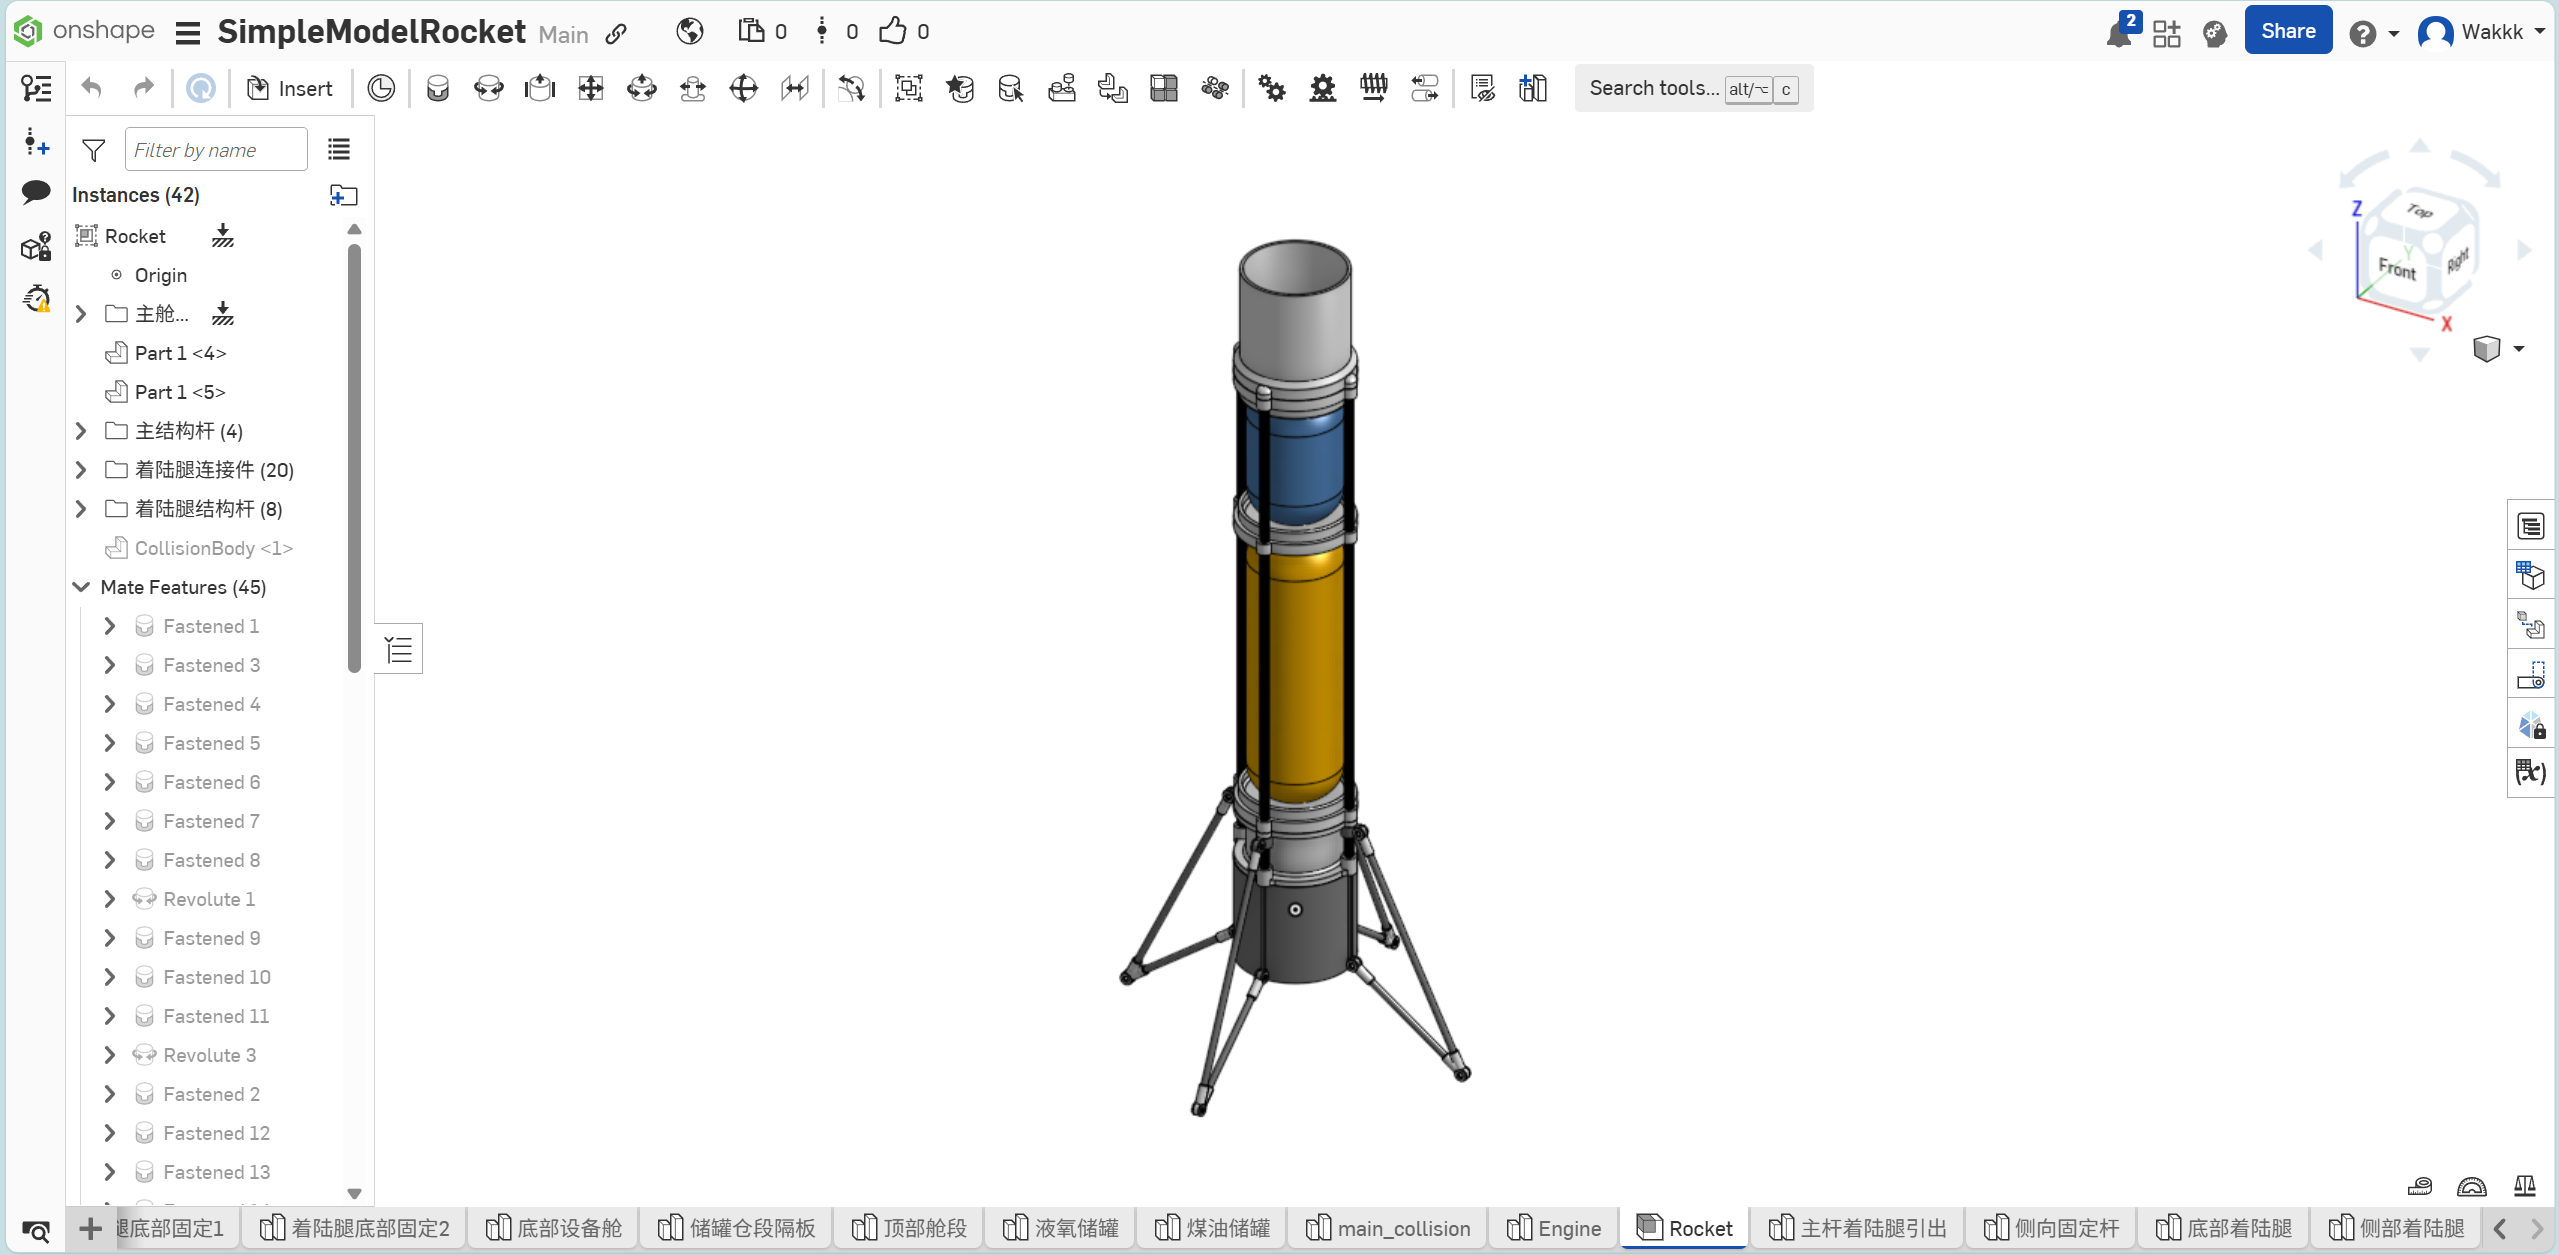 onshape SimpleModelRocket Main 0 0 0 2 Share Wakkk
Insert Search tools... alt/⌥ c
Filter by name
Instances (42)
Rocket
Origin
主舱...
Part 1 <4>
Part 1 <5>
主结构杆 (4)
着陆腿连接件 (20)
着陆腿结构杆 (8)
CollisionBody <1>
Mate Features (45)
Fastened 1
Fastened 3
Fastened 4
Fastened 5
Fastened 6
Fastened 7
Fastened 8
Revolute 1
Fastened 9
Fastened 10
Fastened 11
Revolute 3
Fastened 2
Fastened 12
Fastened 13
Top
Front
Right
Z
Y
X
腿底部固定1 着陆腿底部固定2 底部设备舱 储罐仓段隔板 顶部舱段 液氧储罐 煤油储罐 main_collision Engine Rocket 主杆着陆腿引出 侧向固定杆 底部着陆腿 侧部着陆腿